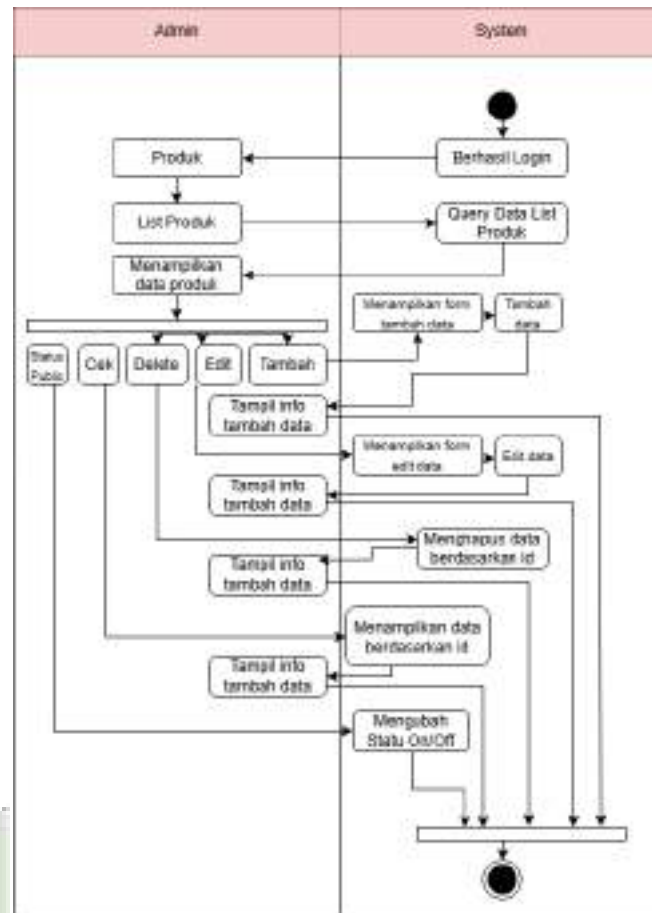 Admin
System
Berhasil Login
Produk
List Produk
Query Data List
Produk
Menampilkan
data produk
Menampilkan form
tambah data
Tambah
data
Status
Public
Cek
Delete
Edit
Tambah
Tampil info
tambah data
Menampilkan form
edit data
Edit data
Tampil info
tambah data
Menghapus data
berdasarkan id
Tampil info
tambah data
Menampilkan data
berdasarkan id
Tampil info
tambah data
Mengubah
Statu On/Off